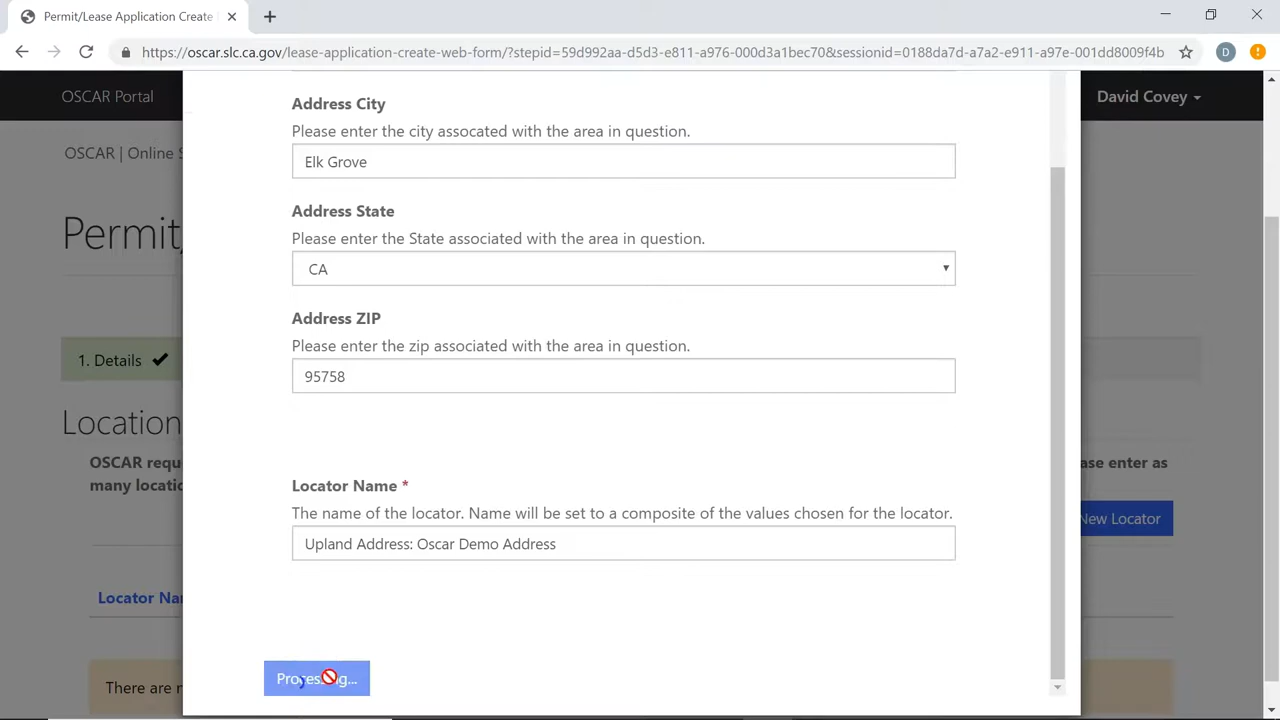 Permit/Lease Application Create
https://oscar.slc.ca.gov/lease-application-create-web-form/?stepid=59d992aa-d5d3-e811-a976-000d3a1bec70&sessionid=0188da7d-a7a2-e911-a97e-001dd8009f4b
D
OSCAR Portal
David Covey
OSCAR | Online S
Permit/
1. Details
Location
OSCAR requ
many locati
ase enter as
New Locator
Locator Na
There are n
Address City
Please enter the city assocated with the area in question.
Elk Grove
Address State
Please enter the State associated with the area in question.
CA
Address ZIP
Please enter the zip associated with the area in question.
95758
Locator Name *
The name of the locator. Name will be set to a composite of the values chosen for the locator.
Upland Address: Oscar Demo Address
Processing...